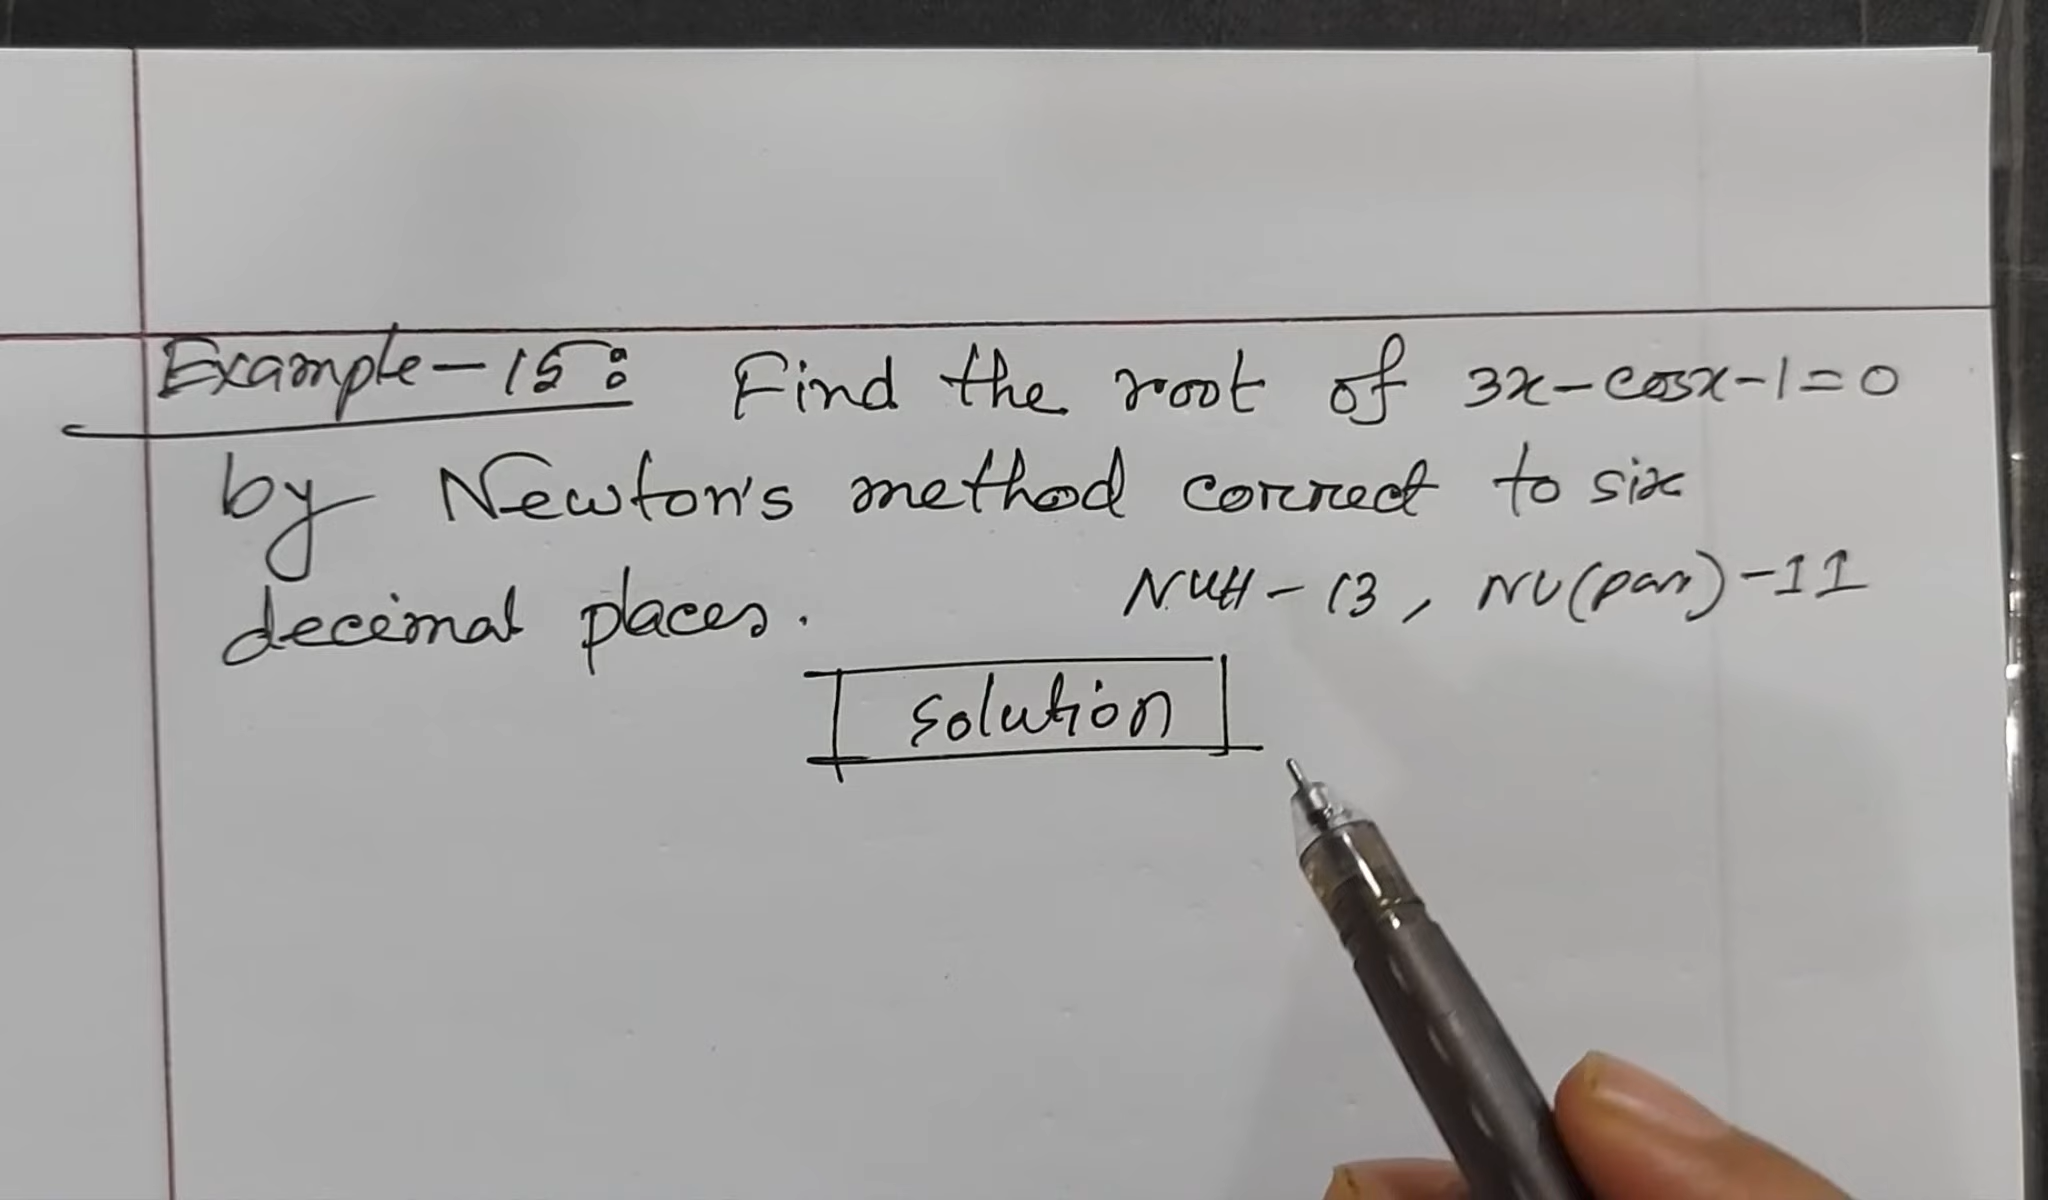 Example-15: Find the root of 3x-cosx-1=0
by Newton's method correct to six
decimal places. NUH-13, NU(pas)-11
Solution